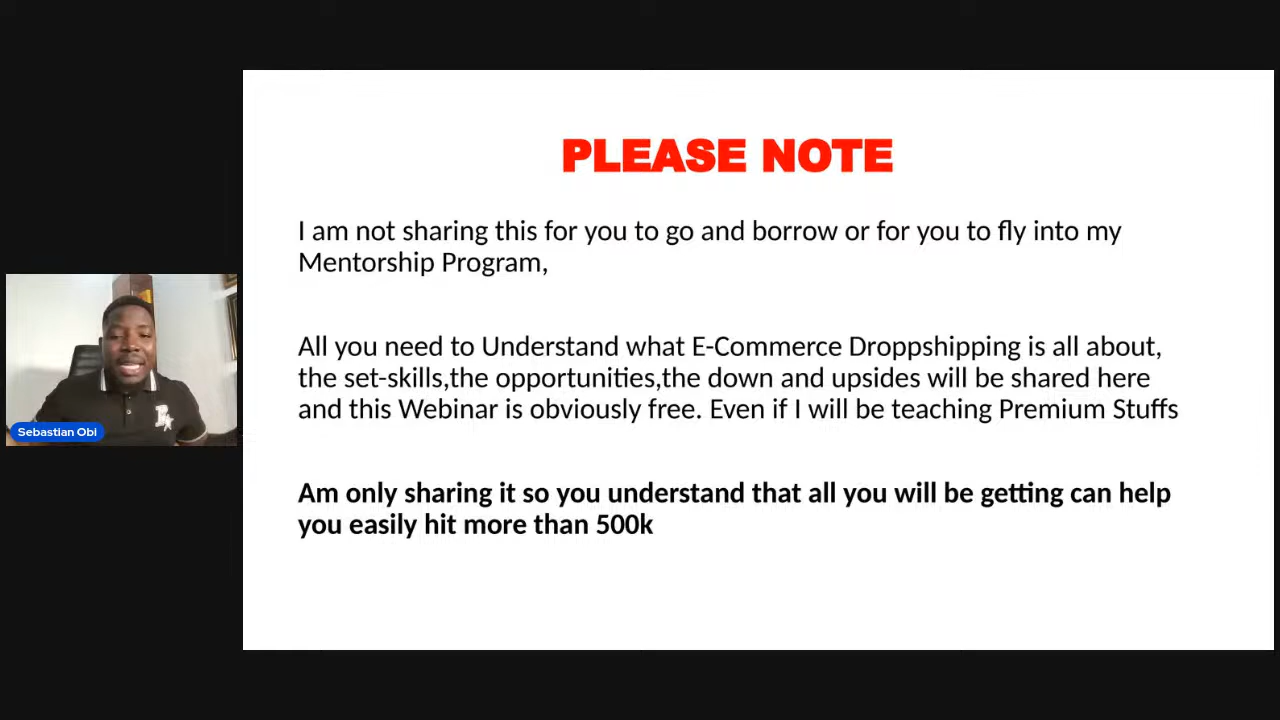 PLEASE NOTE
I am not sharing this for you to go and borrow or for you to fly into my
Mentorship Program,
All you need to Understand what E-Commerce Droppshipping is all about,
the set-skills,the opportunities,the down and upsides will be shared here
and this Webinar is obviously free. Even if I will be teaching Premium Stuffs
Am only sharing it so you understand that all you will be getting can help
you easily hit more than 500k
Sebastian Obi